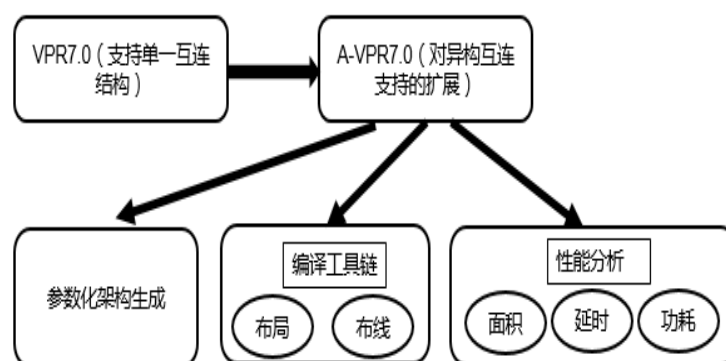 VPR7.0（支持单一互连
结构）
A-VPR7.0（对异构互连
支持的扩展）
参数化架构生成
编译工具链
布局
布线
性能分析
面积
延时
功耗